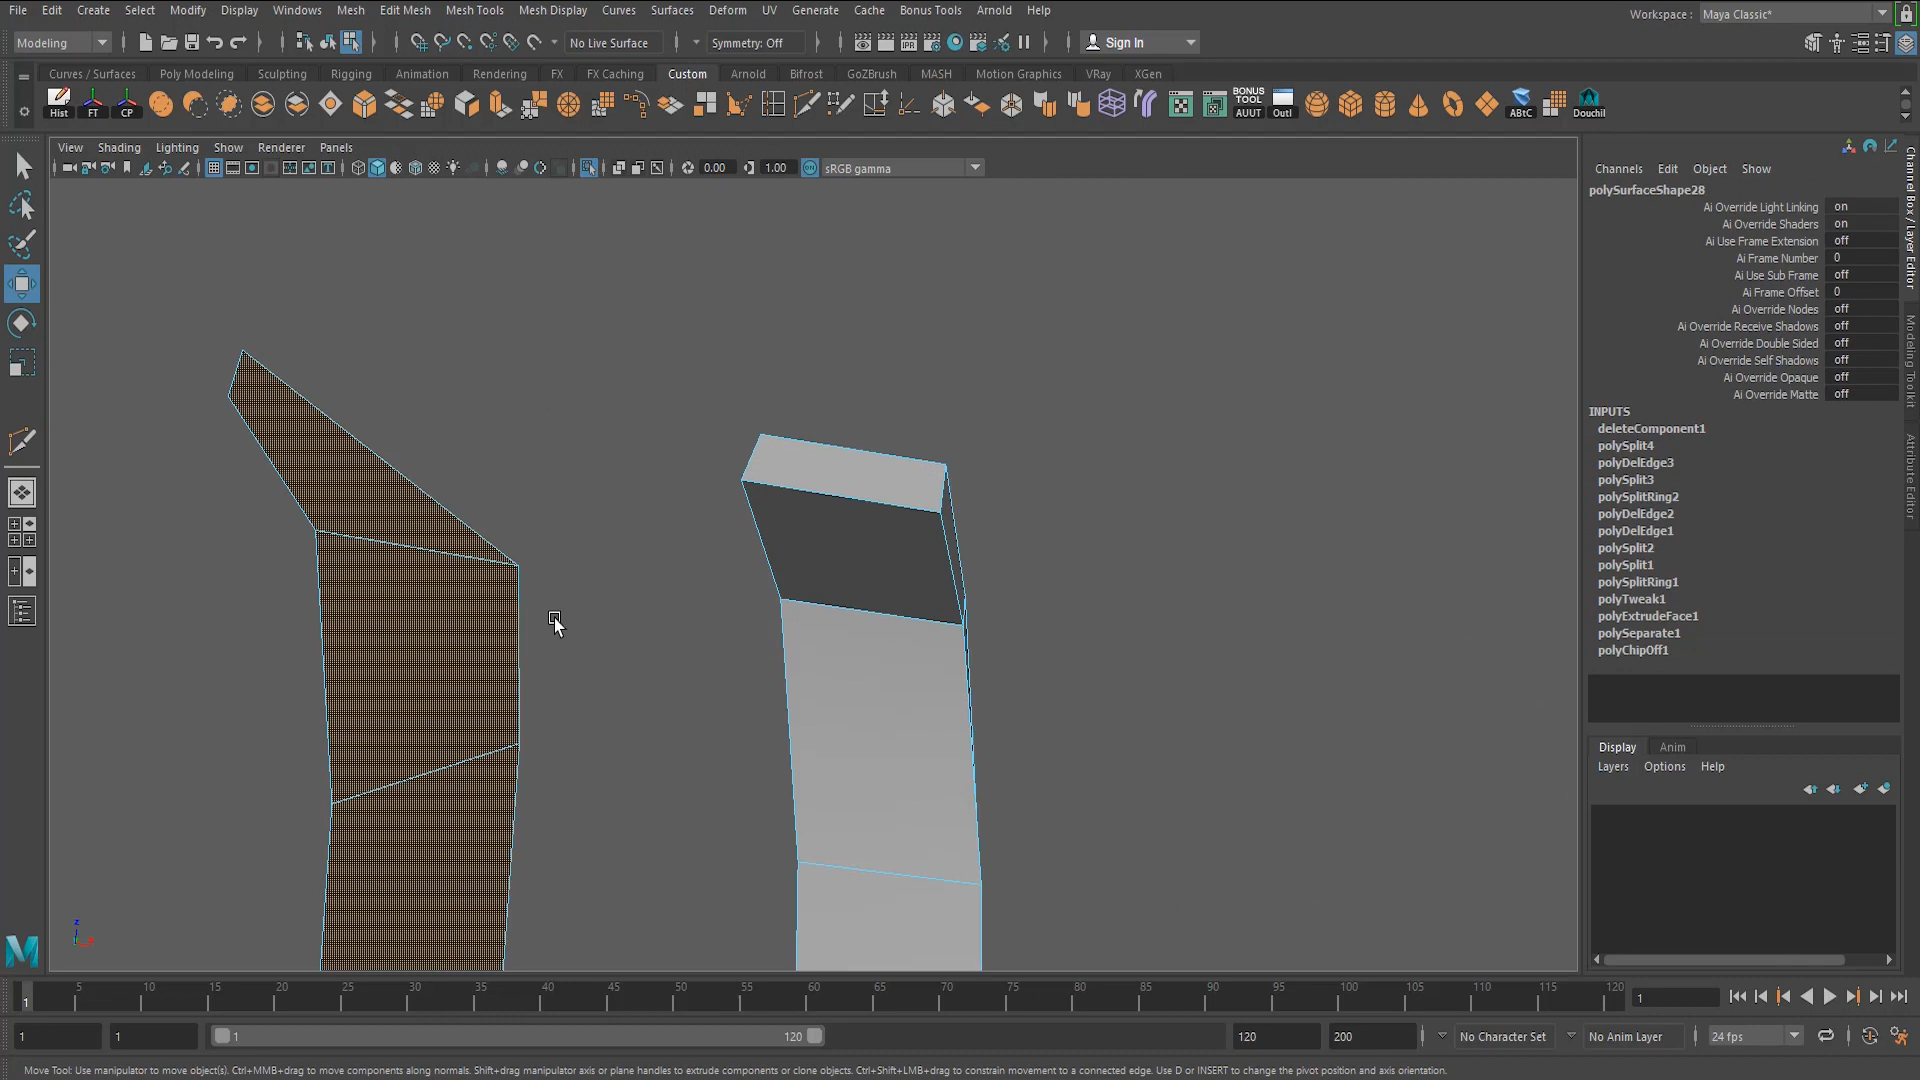 File Edit Create Select Modify Display Windows Mesh Edit Mesh Mesh Tools Mesh Display Curves Surfaces Deform UV Generate Cache Bonus Tools Arnold Help
Workspace : Maya Classic*
Modeling No Live Surface Symmetry: Off IPR Sign In
Curves / Surfaces Poly Modeling Sculpting Rigging Animation Rendering FX FX Caching Custom Arnold Bifrost GoZBrush MASH Motion Graphics VRay XGen
BONUS TOOL
Hist FT CP AUUT Outl ABtC Douchil
View Shading Lighting Show Renderer Panels
0.00 1.00 sRGB gamma
Channels Edit Object Show
polySurfaceShape28
Ai Override Light Linking on
Ai Override Shaders on
Ai Use Frame Extension off
Ai Frame Number 0
Ai Use Sub Frame off
Ai Frame Offset 0
Ai Override Nodes off
Ai Override Receive Shadows off
Ai Override Double Sided off
Ai Override Self Shadows off
Ai Override Opaque off
Ai Override Matte off
INPUTS
deleteComponent1
polySplit4
polyDelEdge3
polySplit3
polySplitRing2
polyDelEdge2
polyDelEdge1
polySplit2
polySplit1
polySplitRing1
polyTweak1
polyExtrudeFace1
polySeparate1
polyChipOff1
Channel Box / Layer Editor
Modeling Toolkit
Attribute Editor
Display Anim
Layers Options Help
z
M
1 5 10 15 20 25 30 35 40 45 50 55 60 65 70 75 80 85 90 95 100 105 110 115 120 1
1 1 1 120 120 200 No Character Set No Anim Layer 24 fps
Move Tool: Use manipulator to move object(s). Ctrl+MMB+drag to move components along normals. Shift+drag manipulator axis or plane handles to extrude components or clone objects. Ctrl+Shift+LMB+drag to constrain movement to a connected edge. Use D or INSERT to change the pivot position and axis orientation.